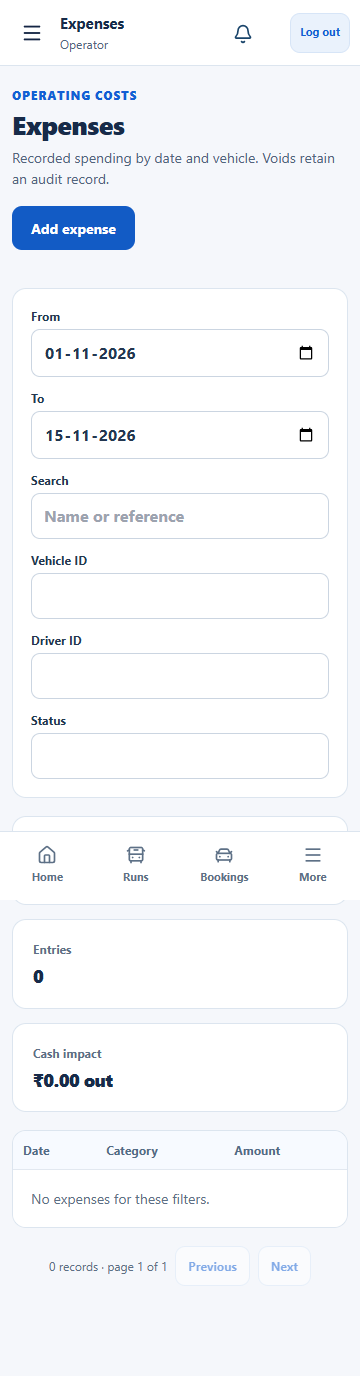 Expenses
Operator
Log out
OPERATING COSTS
Expenses
Recorded spending by date and vehicle. Voids retain
an audit record.
Add expense
From
01-11-2026
To
15-11-2026
Search
Name or reference
Vehicle ID
Driver ID
Status
Home
Runs
Bookings
More
Entries
0
Cash impact
₹0.00 out
Date
Category
Amount
No expenses for these filters.
0 records · page 1 of 1
Previous
Next